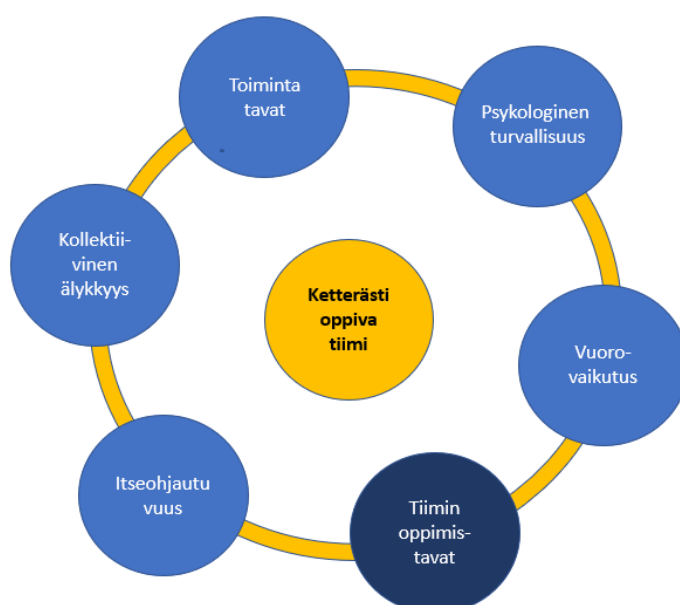 Toiminta
tavat
Psykologinen
turvallisuus
Kollektii-
vinen
älykkyys
Ketterästi
oppiva
tiimi
Vuoro-
vaikutus
Itseohjautu
vuus
Tiimin
oppimis-
tavat